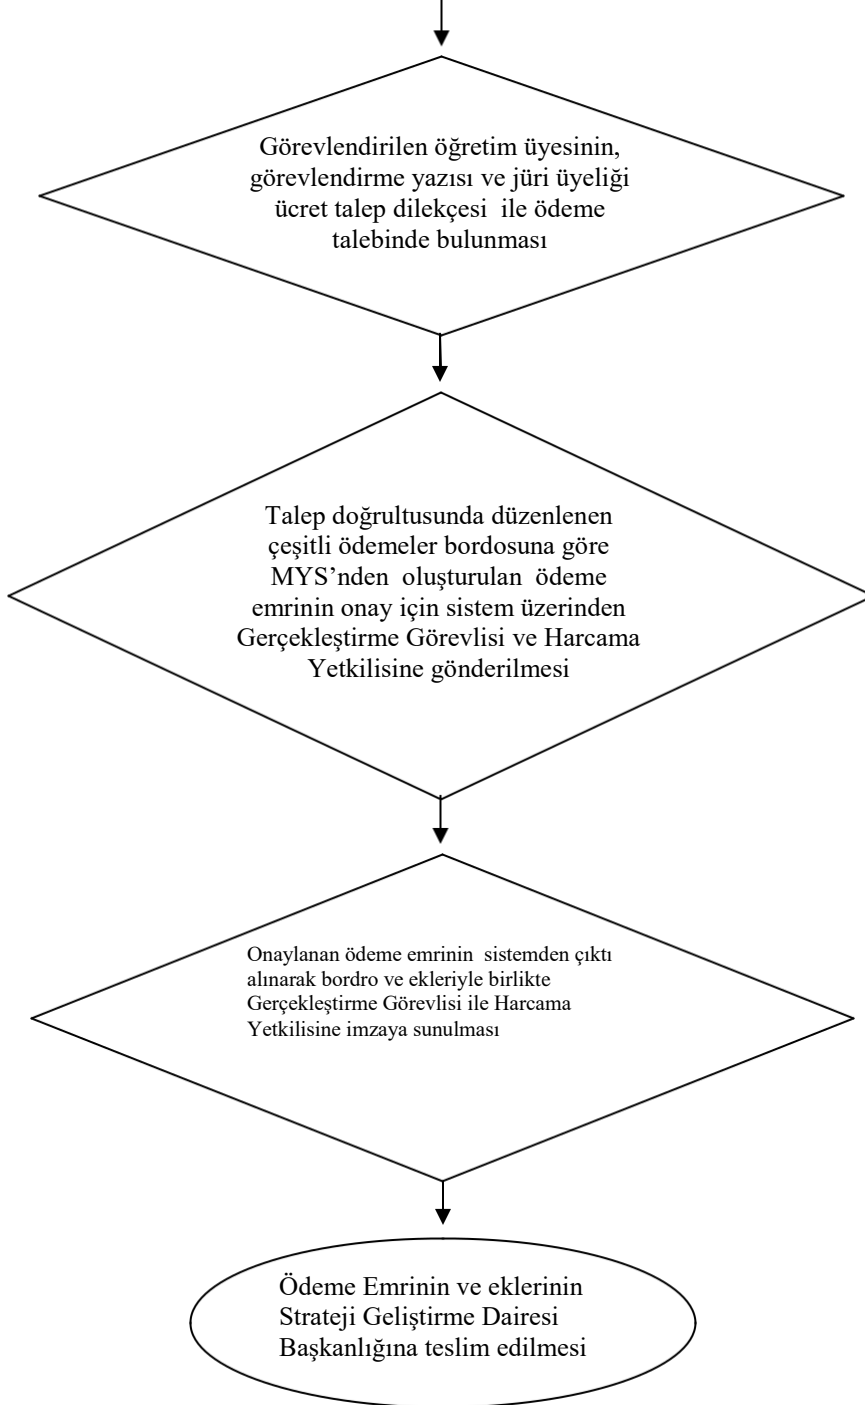 Görevlendirilen öğretim üyesinin,
görevlendirme yazısı ve jüri üyeliği
ücret talep dilekçesi ile ödeme
talebinde bulunması
Talep doğrultusunda düzenlenen
çeşitli ödemeler bordosuna göre
MYS’nden oluşturulan ödeme
emrinin onay için sistem üzerinden
Gerçekleştirme Görevlisi ve Harcama
Yetkilisine gönderilmesi
Onaylanan ödeme emrinin sistemden çıktı
alınarak bordro ve ekleriyle birlikte
Gerçekleştirme Görevlisi ile Harcama
Yetkilisine imzaya sunulması
Ödeme Emrinin ve eklerinin
Strateji Geliştirme Dairesi
Başkanlığına teslim edilmesi